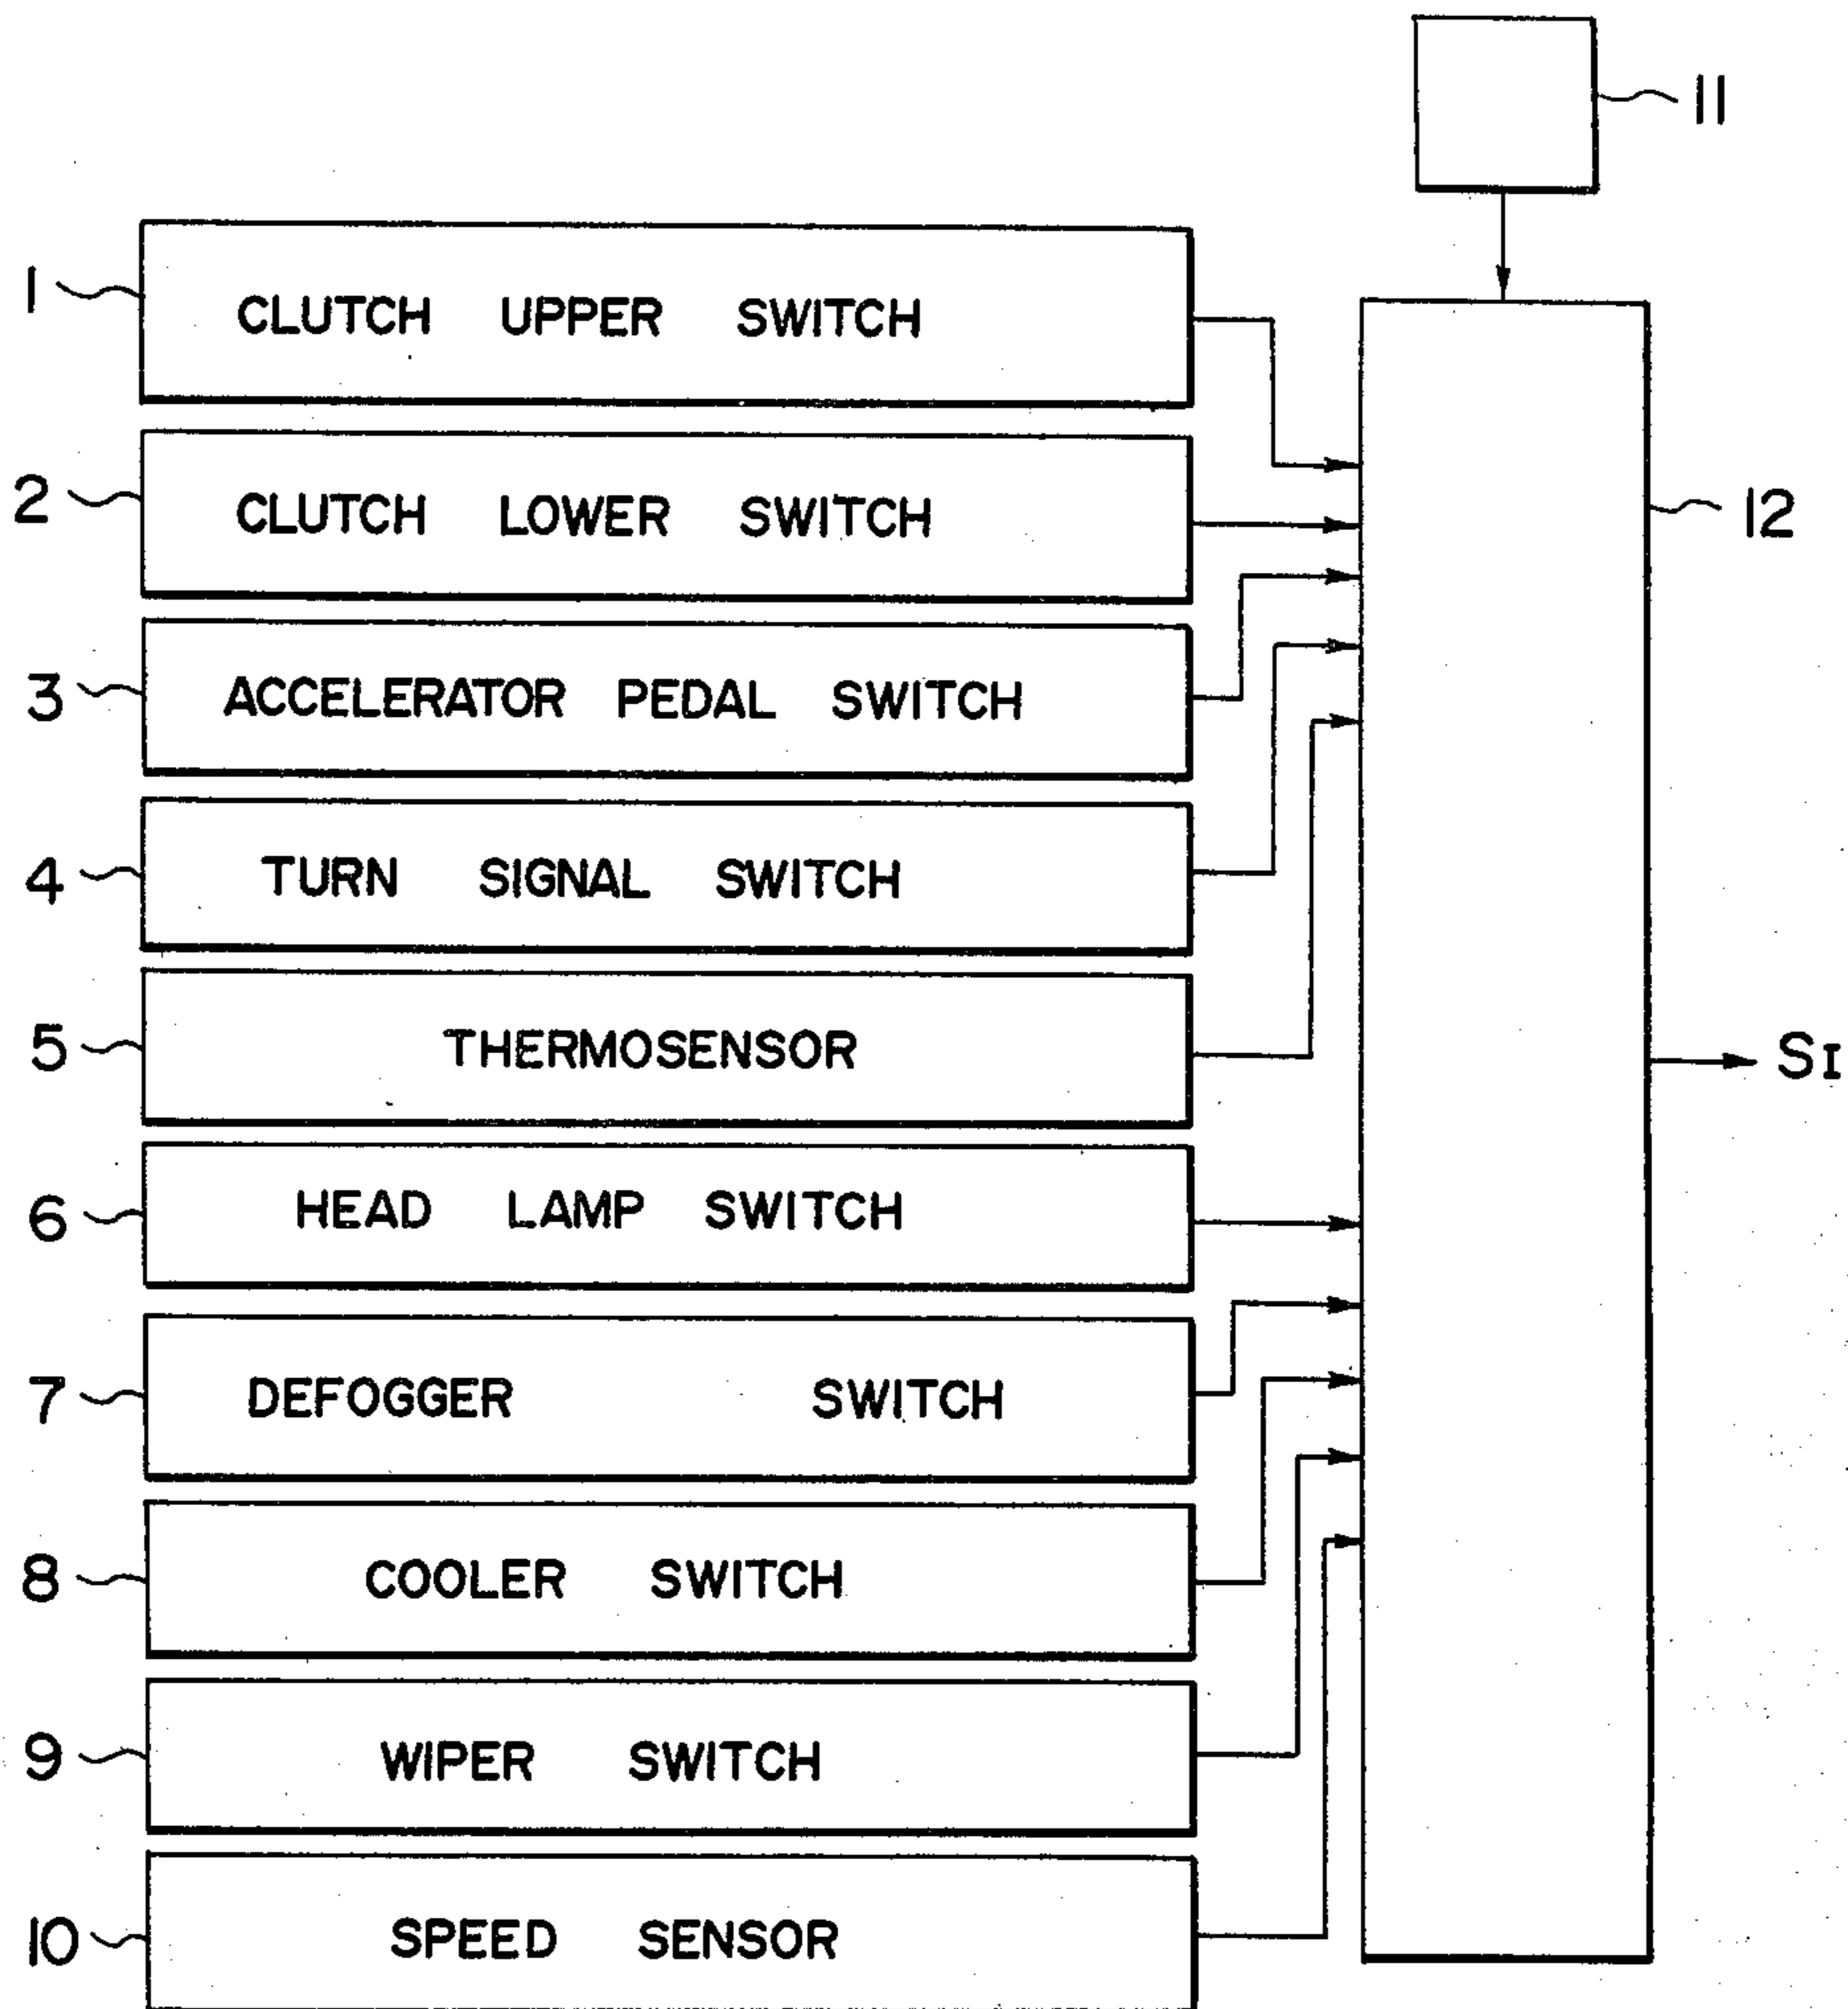 11
1 CLUTCH UPPER SWITCH
2 CLUTCH LOWER SWITCH
12
3 ACCELERATOR PEDAL SWITCH
4 TURN SIGNAL SWITCH
5 THERMOSENSOR
SI
6 HEAD LAMP SWITCH
7 DEFOGGER SWITCH
8 COOLER SWITCH
9 WIPER SWITCH
10 SPEED SENSOR